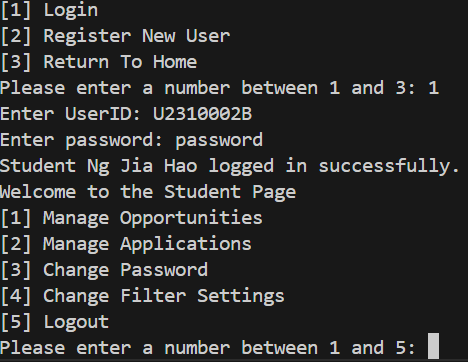 [1] Login
[2] Register New User
[3] Return To Home
Please enter a number between 1 and 3: 1
Enter UserID: U2310002B
Enter password: password
Student Ng Jia Hao logged in successfully.
Welcome to the Student Page
[1] Manage Opportunities
[2] Manage Applications
[3] Change Password
[4] Change Filter Settings
[5] Logout
Please enter a number between 1 and 5: